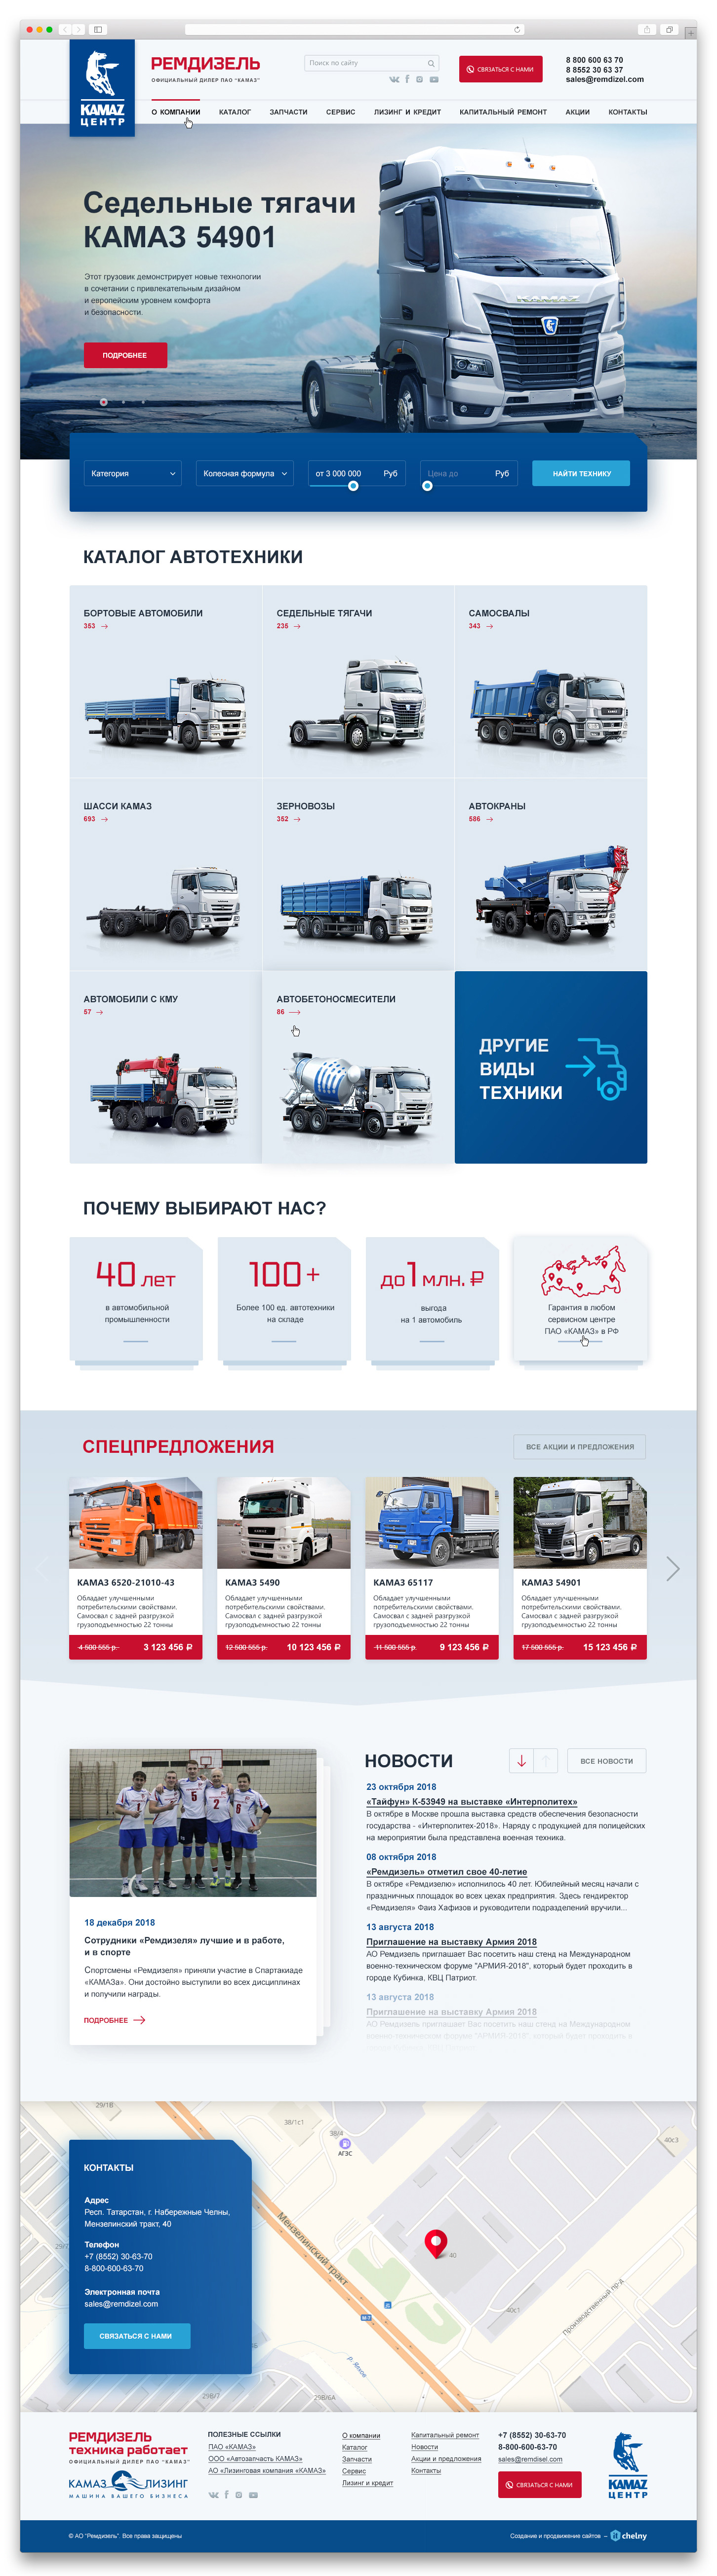 КАМАZ
ЦЕНТР
РЕМДИЗЕЛЬ
ОФИЦИАЛЬНЫЙ ДИЛЕР ПАО "КАМАЗ"
Поиск по сайту
СВЯЗАТЬСЯ С НАМИ
8 800 600 63 70
8 8552 30 63 37
sales@remdizel.com
О КОМПАНИИ КАТАЛОГ ЗАПЧАСТИ СЕРВИС ЛИЗИНГ И КРЕДИТ КАПИТАЛЬНЫЙ РЕМОНТ АКЦИИ КОНТАКТЫ
Седельные тягачи
КАМАЗ 54901
Этот грузовик демонстрирует новые технологии
в сочетании с привлекательным дизайном
и европейским уровнем комфорта
и безопасности.
ПОДРОБНЕЕ
KAMAZ
Категория Колесная формула от 3 000 000 Руб Цена до Руб НАЙТИ ТЕХНИКУ
КАТАЛОГ АВТОТЕХНИКИ
БОРТОВЫЕ АВТОМОБИЛИ
353
СЕДЕЛЬНЫЕ ТЯГАЧИ
235
САМОСВАЛЫ
343
ШАССИ КАМАЗ
693
ЗЕРНОВОЗЫ
352
АВТОКРАНЫ
586
АВТОМОБИЛИ С КМУ
57
АВТОБЕТОНОСМЕСИТЕЛИ
86
ДРУГИЕ
ВИДЫ
ТЕХНИКИ
ПОЧЕМУ ВЫБИРАЮТ НАС?
40 лет
в автомобильной
промышленности
100+
Более 100 ед. автотехники
на складе
до 1 млн. ₽
выгода
на 1 автомобиль
Гарантия в любом
сервисном центре
ПАО «КАМАЗ» в РФ
СПЕЦПРЕДЛОЖЕНИЯ
ВСЕ АКЦИИ И ПРЕДЛОЖЕНИЯ
КАМАЗ 6520-21010-43
Обладает улучшенными
потребительскими свойствами.
Самосвал с задней разгрузкой
грузоподъемностью 22 тонны
4 500 555 р. 3 123 456 ₽
КАМАЗ 5490
Обладает улучшенными
потребительскими свойствами.
Самосвал с задней разгрузкой
грузоподъемностью 22 тонны
12 500 555 р. 10 123 456 ₽
КАМАЗ 65117
Обладает улучшенными
потребительскими свойствами.
Самосвал с задней разгрузкой
грузоподъемностью 22 тонны
11 500 555 р. 9 123 456 ₽
КАМАЗ 54901
Обладает улучшенными
потребительскими свойствами.
Самосвал с задней разгрузкой
грузоподъемностью 22 тонны
17 500 555 р. 15 123 456 ₽
18 декабря 2018
Сотрудники «Ремдизеля» лучшие и в работе,
и в спорте
Спортсмены «Ремдизеля» приняли участие в Спартакиаде
«КАМАЗа». Они достойно выступили во всех дисциплинах
и получили награды.
ПОДРОБНЕЕ
НОВОСТИ
ВСЕ НОВОСТИ
23 октября 2018
«Тайфун» К-53949 на выставке «Интерполитех»
В октябре в Москве прошла выставка средств обеспечения безопасности
государства - «Интерполитех-2018». Наряду с продукцией для полицейских
на мероприятии была представлена военная техника.
08 октября 2018
«Ремдизель» отметил свое 40-летие
В октябре «Ремдизелю» исполнилось 40 лет. Юбилейный месяц начали с
праздничных площадок во всех цехах предприятия. Здесь гендиректор
«Ремдизеля» Фаиз Хафизов и руководители подразделений вручили...
13 августа 2018
Приглашение на выставку Армия 2018
АО Ремдизель приглашает Вас посетить наш стенд на Международном
военно-техническом форуме "АРМИЯ-2018", который будет проходить в
городе Кубинка, КВЦ Патриот.
13 августа 2018
Приглашение на выставку Армия 2018
АО Ремдизель приглашает Вас посетить наш стенд на Международном
военно-техническом форуме "АРМИЯ-2018", который будет проходить в
29/1В
38/1с1
38/4
АГЗС
40с3
Мензелинский тракт
40
40с1
Производственный пр-д
М-7
29В/7
29В/6А
КОНТАКТЫ
Адрес
Респ. Татарстан, г. Набережные Челны,
Мензелинский тракт, 40
Телефон
+7 (8552) 30-63-70
8-800-600-63-70
Электронная почта
sales@remdizel.com
СВЯЗАТЬСЯ С НАМИ
РЕМДИЗЕЛЬ
техника работает
ОФИЦИАЛЬНЫЙ ДИЛЕР ПАО "КАМАЗ"
КАМАЗ ЛИЗИНГ
МАШИНА ВАШЕГО БИЗНЕСА
ПОЛЕЗНЫЕ ССЫЛКИ
ПАО «КАМАЗ»
ООО «Автозапчасть КАМАЗ»
АО «Лизинговая компания «КАМАЗ»
О компании
Каталог
Запчасти
Сервис
Лизинг и кредит
Капитальный ремонт
Новости
Акции и предложения
Контакты
+7 (8552) 30-63-70
8-800-600-63-70
sales@remdisel.com
СВЯЗАТЬСЯ С НАМИ
КАМАZ
ЦЕНТР
© АО "Ремдизель". Все права защищены
Создание и продвижение сайтов – chelny